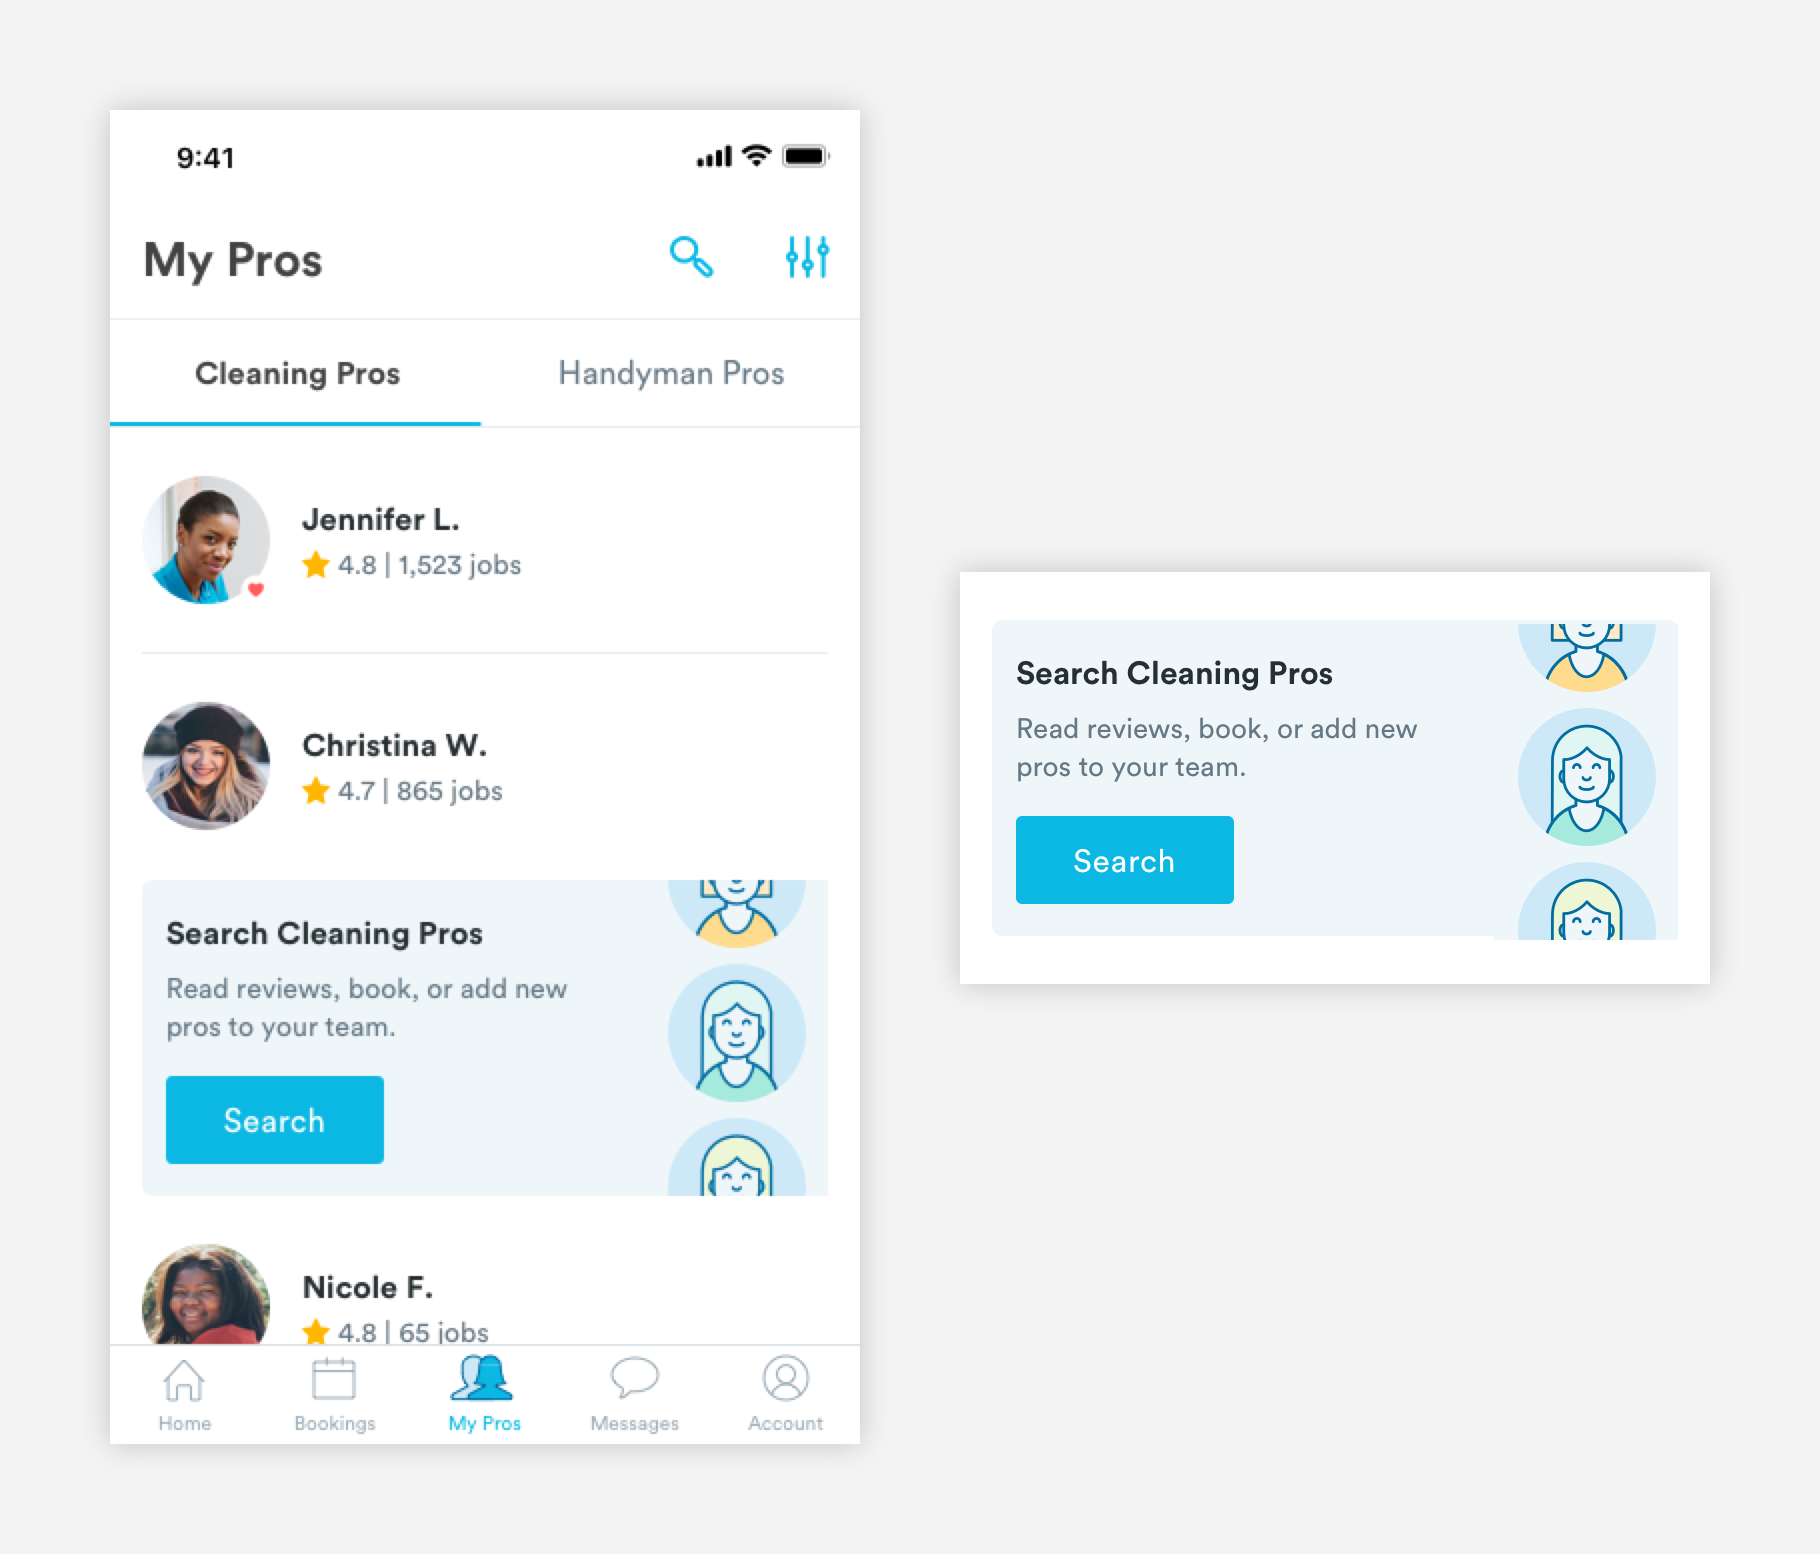 9:41
My Pros
Cleaning Pros
Handyman Pros
Jennifer L.
4.8 | 1,523 jobs
Christina W.
4.7 | 865 jobs
Search Cleaning Pros
Read reviews, book, or add new
pros to your team.
Search
Nicole F.
4.8 | 65 jobs
Home
Bookings
My Pros
Messages
Account
Search Cleaning Pros
Read reviews, book, or add new
pros to your team.
Search